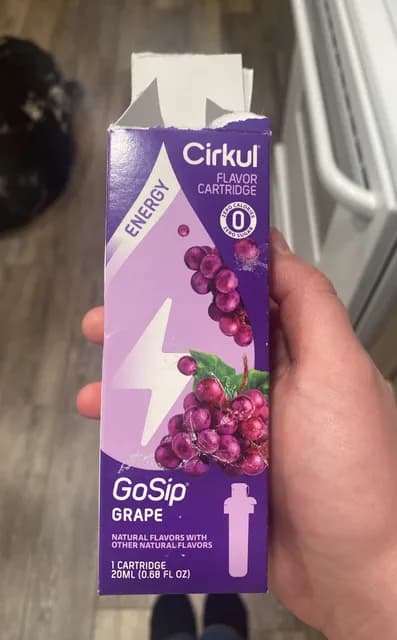 Cirkul®
FLAVOR
CARTRIDGE
ENERGY
ZERO CALORIES
0
ZERO SUGAR
GoSip®
GRAPE
NATURAL FLAVORS WITH
OTHER NATURAL FLAVORS
1 CARTRIDGE
20ML (0.68 FL OZ)